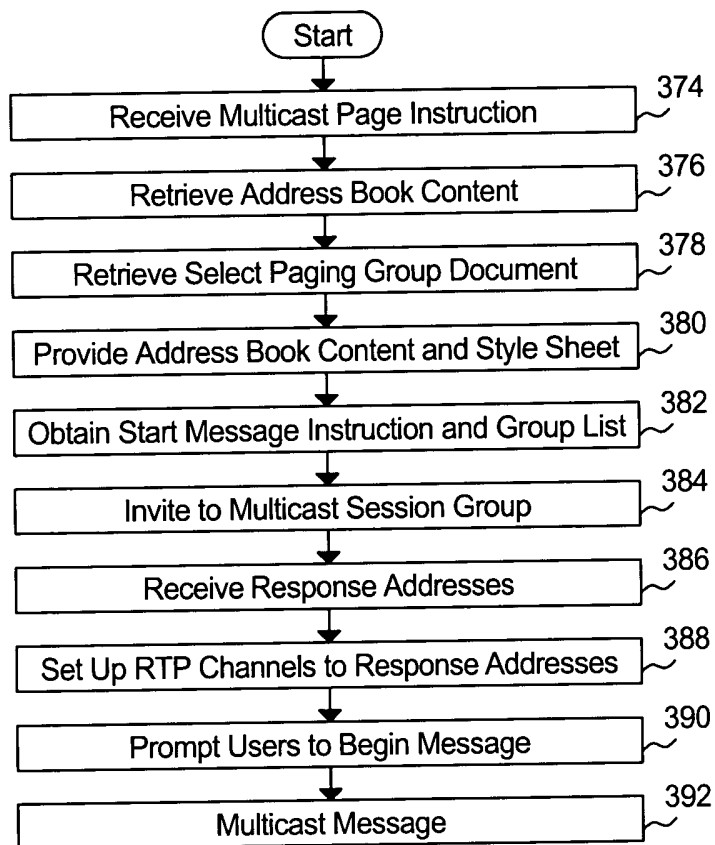 Start
374
Receive Multicast Page Instruction
376
Retrieve Address Book Content
378
Retrieve Select Paging Group Document
380
Provide Address Book Content and Style Sheet
382
Obtain Start Message Instruction and Group List
384
Invite to Multicast Session Group
386
Receive Response Addresses
388
Set Up RTP Channels to Response Addresses
390
Prompt Users to Begin Message
392
Multicast Message